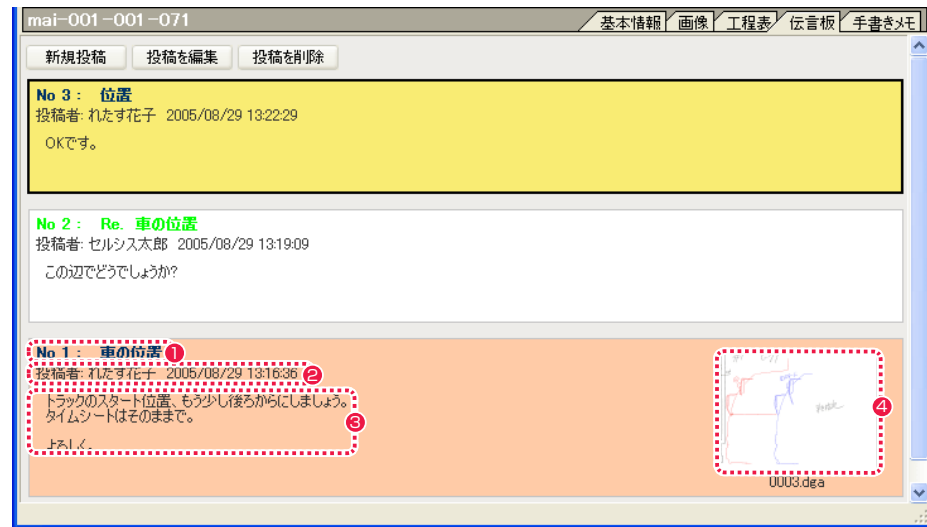 mai-001-001-071
基本情報 画像 工程表 伝言板 手書きメモ
新規投稿 投稿を編集 投稿を削除
No 3： 位置
投稿者: れたす花子 2005/08/29 13:22:29
OKです。
No 2： Re. 車の位置
投稿者: セルシス太郎 2005/08/29 13:19:09
この辺でどうでしょうか?
No 1： 車の位置 1
投稿者: れたす花子 2005/08/29 13:16:36 2
トラックのスタート位置、もう少し後ろからにしましょう。
タイムシートはそのままで。
3
よろしく。
4
0003.dga